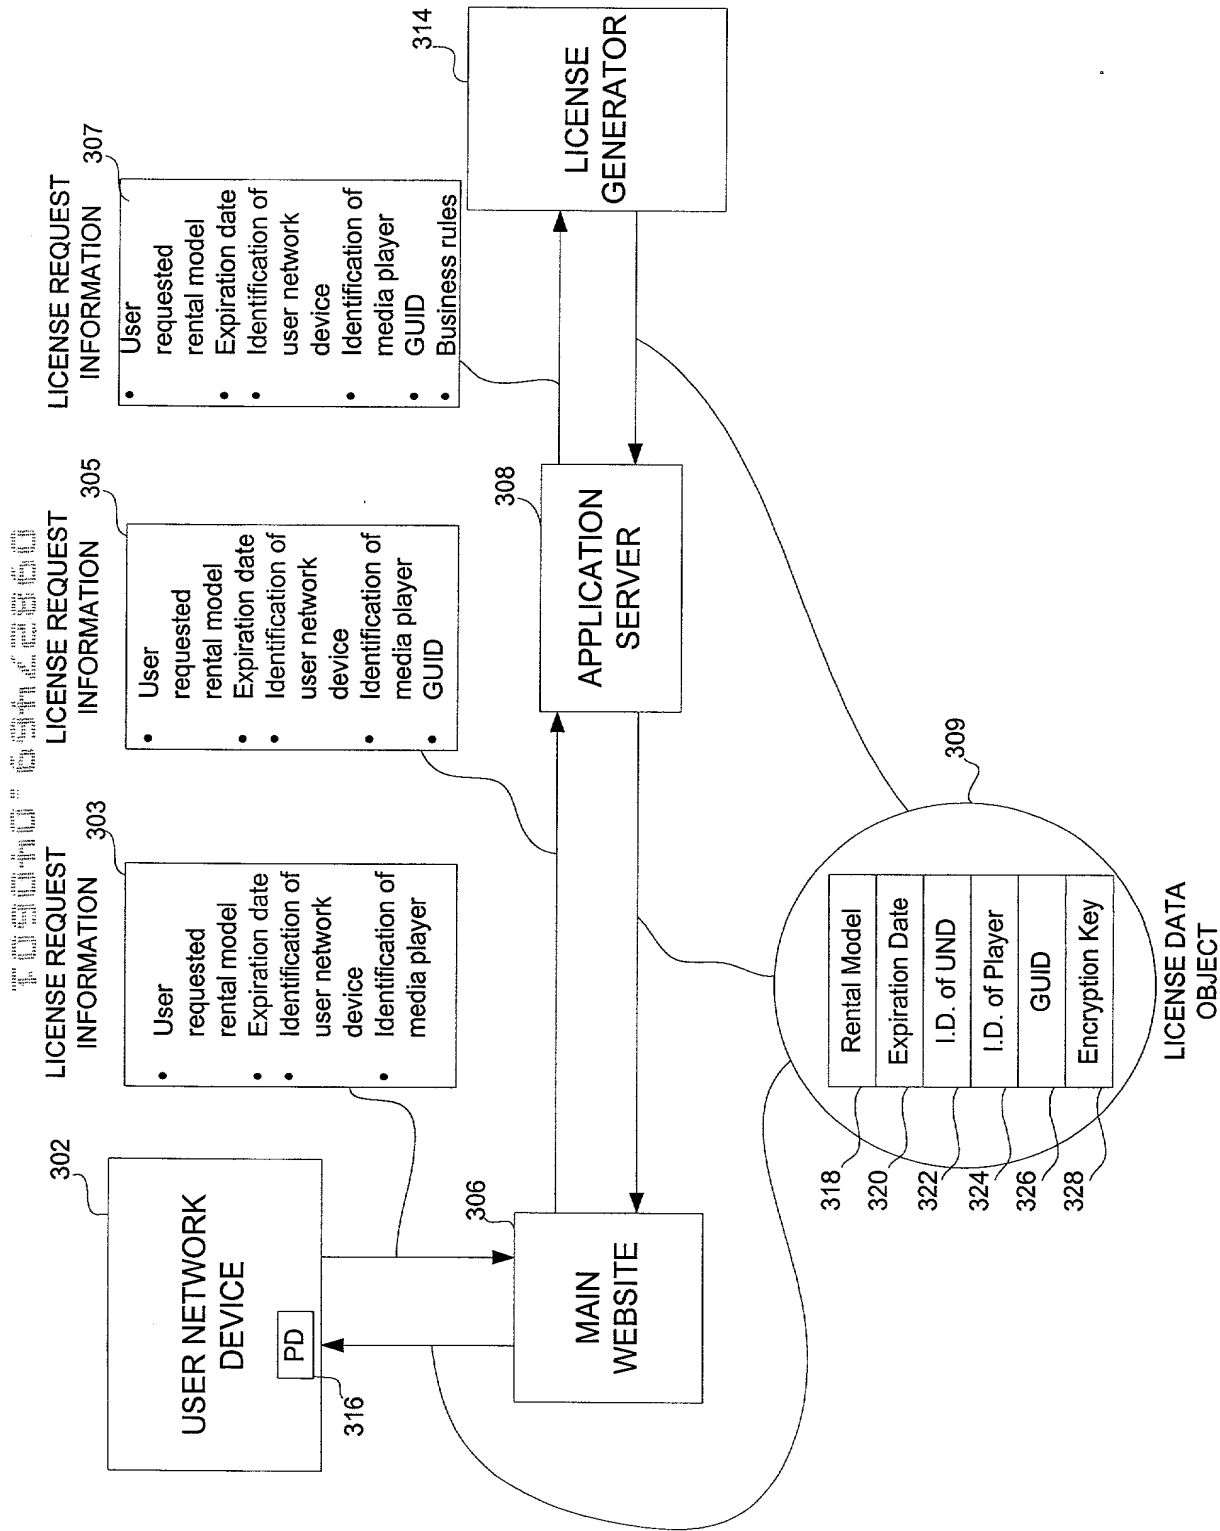 LICENSE REQUEST
INFORMATION
303
• User
requested
rental model
• Expiration date
• Identification of
user network
device
• Identification of
media player
LICENSE REQUEST
INFORMATION
305
• User
requested
rental model
• Expiration date
• Identification of
user network
device
• Identification of
media player
• GUID
LICENSE REQUEST
INFORMATION
307
• User
requested
rental model
• Expiration date
• Identification of
user network
device
• Identification of
media player
• GUID
• Business rules
302
USER NETWORK
DEVICE
PD
316
306
MAIN
WEBSITE
308
APPLICATION
SERVER
314
LICENSE
GENERATOR
309
318
Rental Model
320
Expiration Date
322
I.D. of UND
324
I.D. of Player
326
GUID
328
Encryption Key
LICENSE DATA
OBJECT